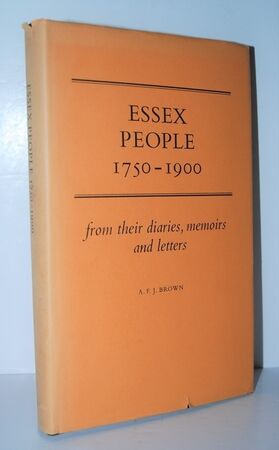 ESSEX
PEOPLE
1750–1900
from their diaries, memoirs
and letters
A. F. J. BROWN
ESSEX PEOPLE 1750-1900